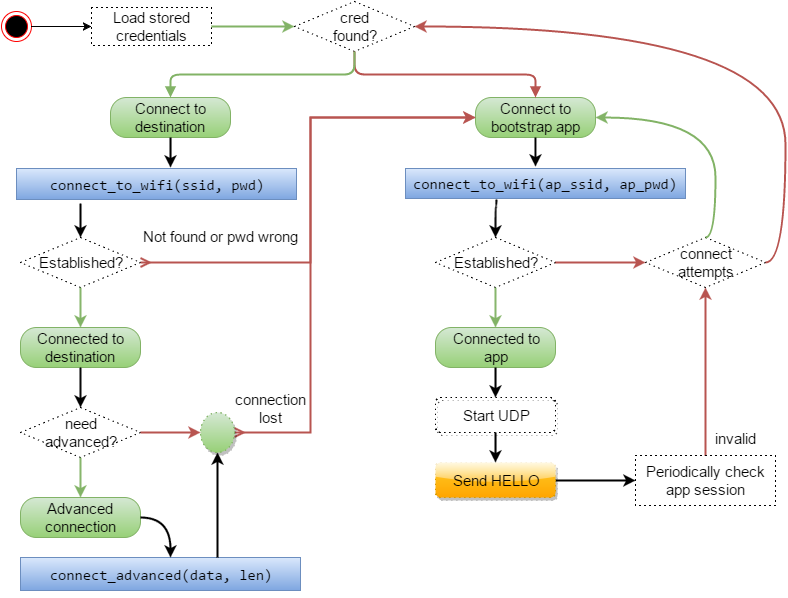 Load stored
credentials
cred
found?
Connect to
destination
connect_to_wifi(ssid, pwd)
Not found or pwd wrong
Established?
Connected to
destination
need
advanced?
connection
lost
Advanced
connection
connect_advanced(data, len)
Connect to
bootstrap app
connect_to_wifi(ap_ssid, ap_pwd)
Established?
connect
attempts
Connected to
app
Start UDP
Send HELLO
invalid
Periodically check
app session